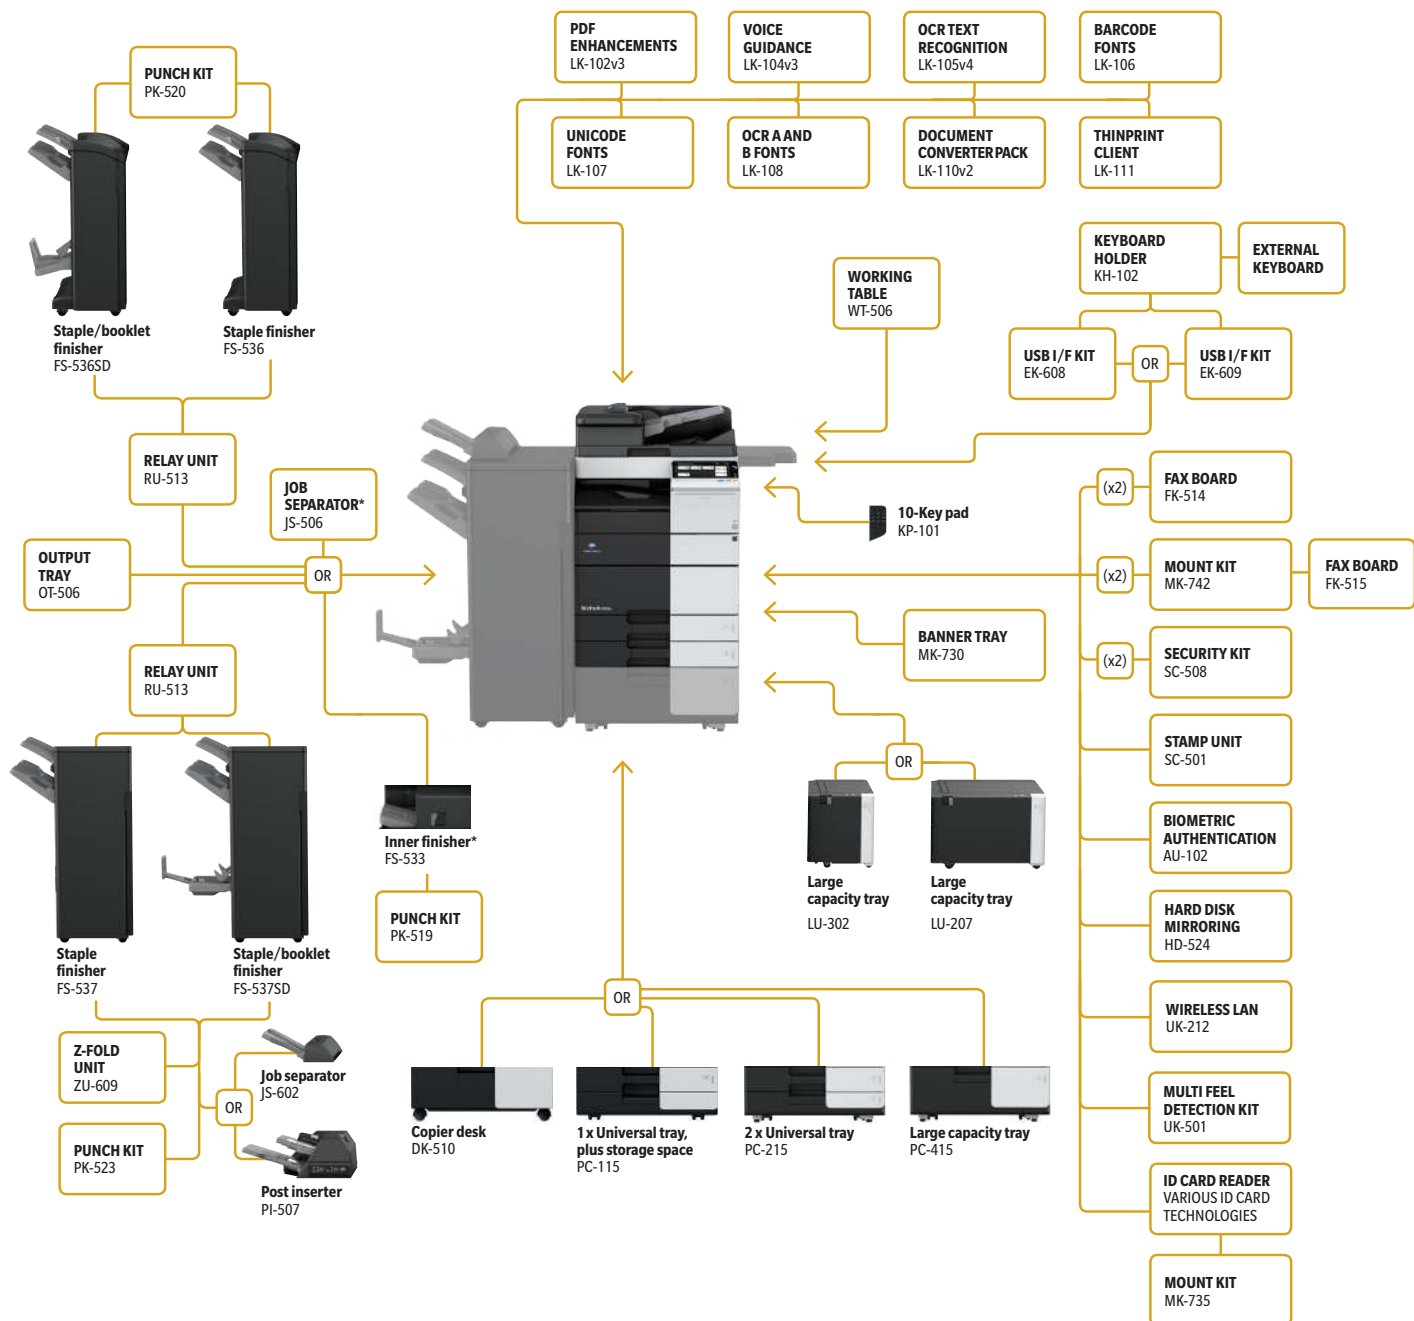 PDF
ENHANCEMENTS
LK-102v3
VOICE
GUIDANCE
LK-104v3
OCR TEXT
RECOGNITION
LK-105v4
BARCODE
FONTS
LK-106
PUNCH KIT
PK-520
UNICODE
FONTS
LK-107
OCR A AND
B FONTS
LK-108
DOCUMENT
CONVERTER PACK
LK-110v2
THINPRINT
CLIENT
LK-111
KEYBOARD
HOLDER
KH-102
EXTERNAL
KEYBOARD
WORKING
TABLE
WT-506
Staple/booklet
finisher
FS-536SD
Staple finisher
FS-536
USB I/F KIT
EK-608
OR
USB I/F KIT
EK-609
RELAY UNIT
RU-513
JOB
SEPARATOR*
JS-506
(x2)
FAX BOARD
FK-514
10-Key pad
KP-101
OUTPUT
TRAY
OT-506
OR
(x2)
MOUNT KIT
MK-742
FAX BOARD
FK-515
BANNER TRAY
MK-730
(x2)
SECURITY KIT
SC-508
RELAY UNIT
RU-513
STAMP UNIT
SC-501
OR
Inner finisher*
FS-533
BIOMETRIC
AUTHENTICATION
AU-102
Large
capacity tray
LU-302
Large
capacity tray
LU-207
PUNCH KIT
PK-519
HARD DISK
MIRRORING
HD-524
Staple
finisher
FS-537
Staple/booklet
finisher
FS-537SD
OR
WIRELESS LAN
UK-212
Z-FOLD
UNIT
ZU-609
Job separator
JS-602
OR
MULTI FEEL
DETECTION KIT
UK-501
Copier desk
DK-510
1 x Universal tray,
plus storage space
PC-115
2 x Universal tray
PC-215
Large capacity tray
PC-415
PUNCH KIT
PK-523
Post inserter
PI-507
ID CARD READER
VARIOUS ID CARD
TECHNOLOGIES
MOUNT KIT
MK-735